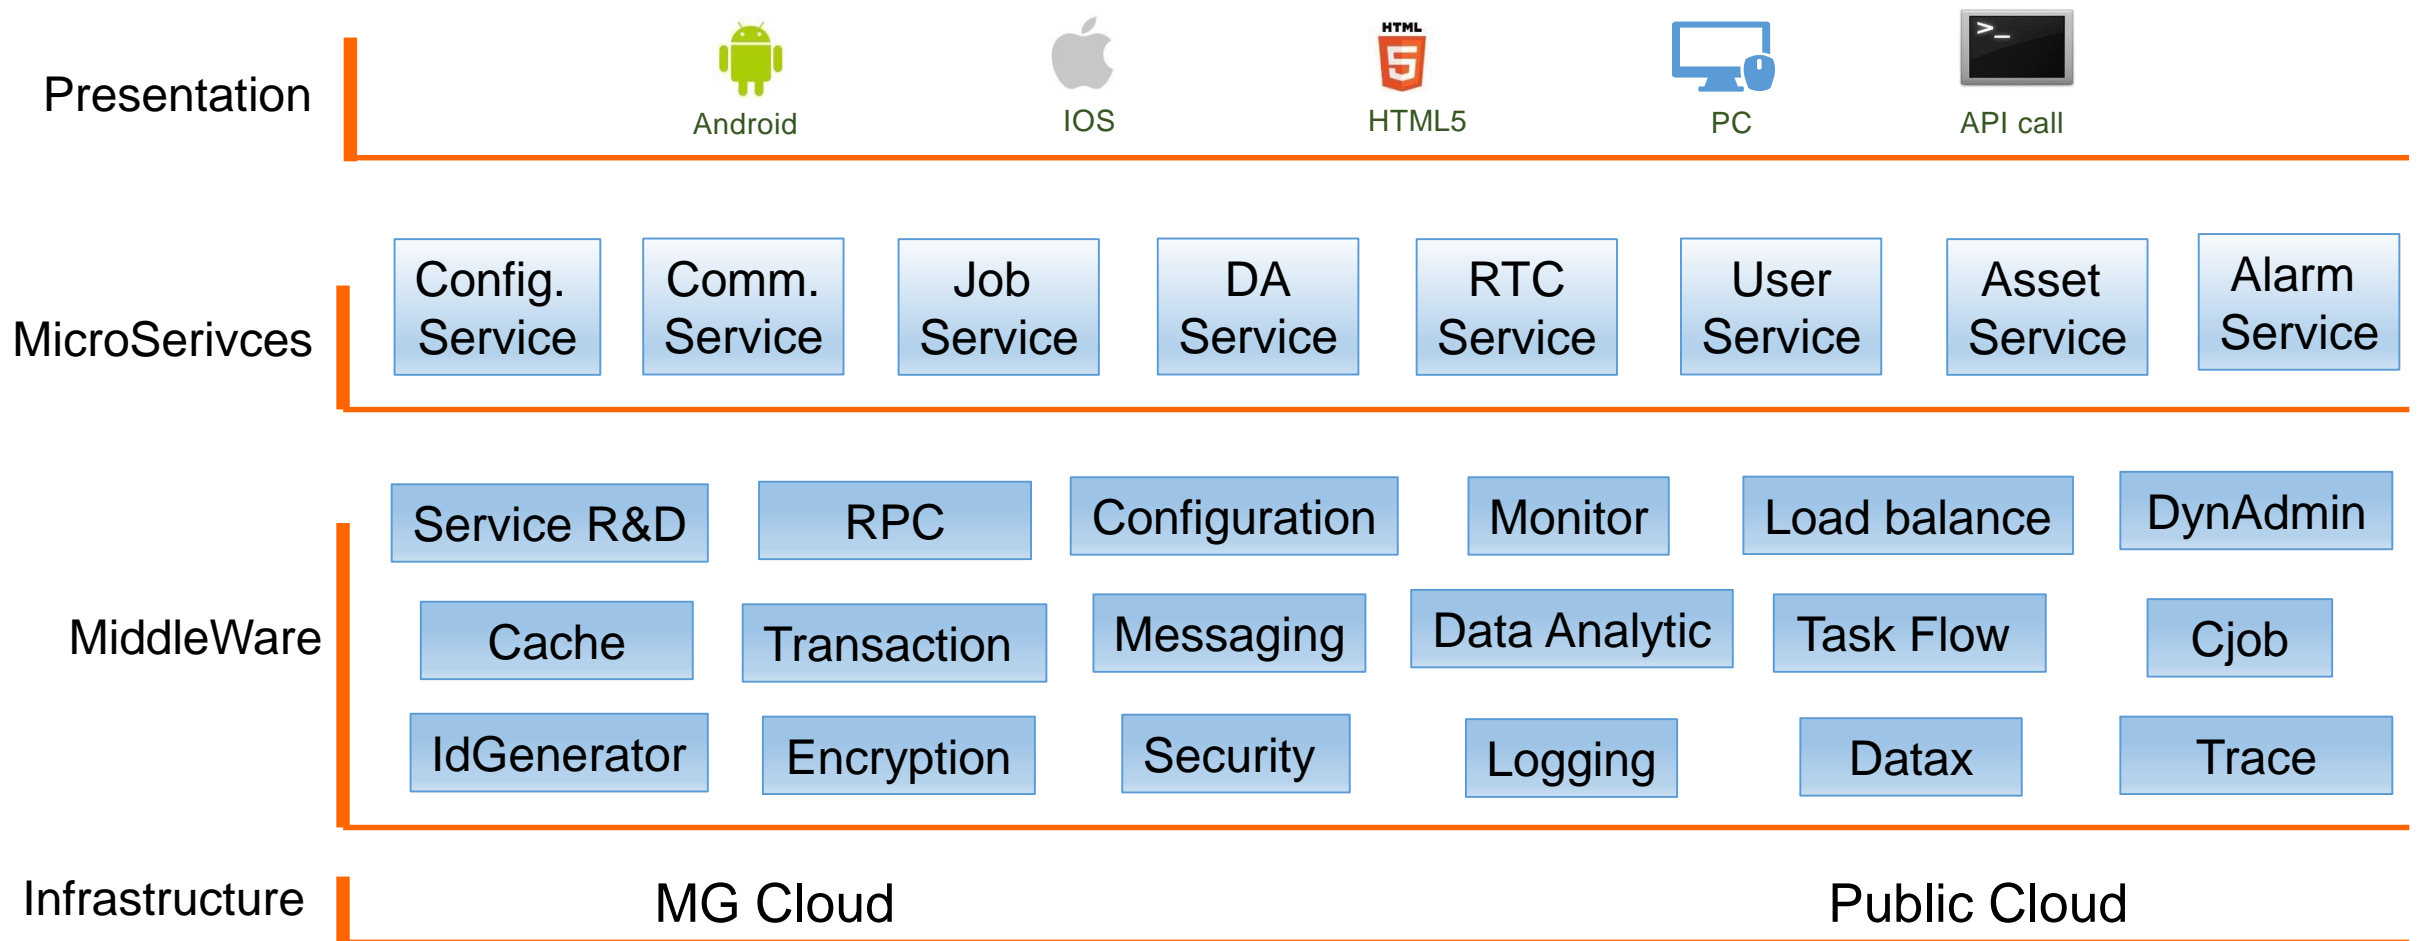 Presentation
HTML
5
>_
Android
IOS
HTML5
PC
API call
MicroSerivces
Config.
Service
Comm.
Service
Job
Service
DA
Service
RTC
Service
User
Service
Asset
Service
Alarm
Service
MiddleWare
Service R&D
RPC
Configuration
Monitor
Load balance
DynAdmin
Cache
Transaction
Messaging
Data Analytic
Task Flow
Cjob
IdGenerator
Encryption
Security
Logging
Datax
Trace
Infrastructure
MG Cloud
Public Cloud